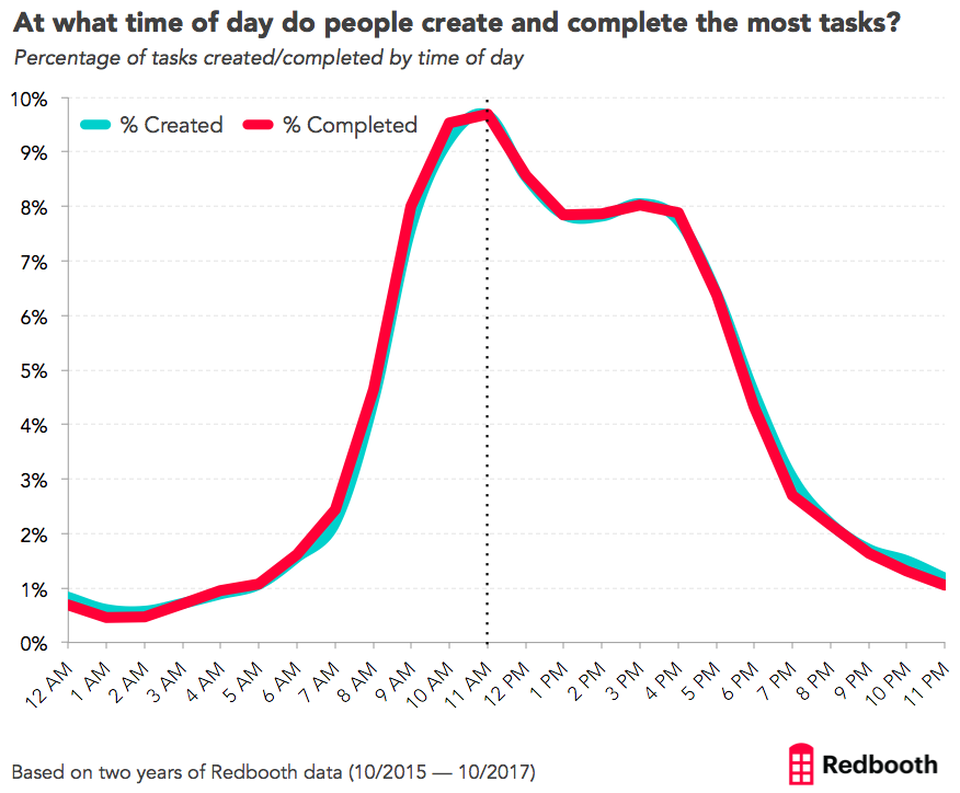 At what time of day do people create and complete the most tasks?
Percentage of tasks created/completed by time of day
10%
% Created
% Completed
9%
8%
7%
6%
5%
4%
3%
2%
1%
0%
12 AM
1 AM
2 AM
3 AM
4 AM
5 AM
6 AM
7 AM
8 AM
9 AM
10 AM
11 AM
12 PM
1 PM
2 PM
3 PM
4 PM
5 PM
6 PM
7 PM
8 PM
9 PM
10 PM
11 PM
Based on two years of Redbooth data (10/2015 — 10/2017)
Redbooth